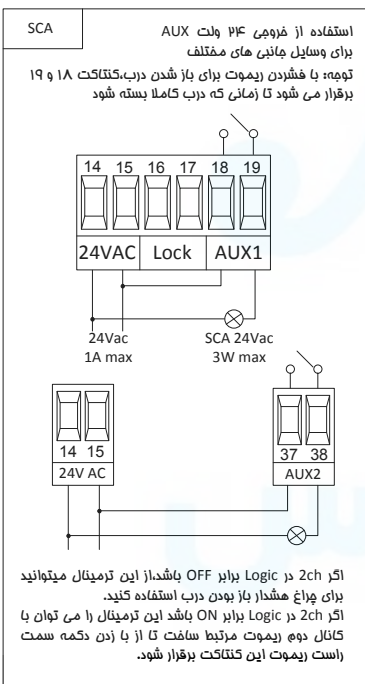 SCA
استفاده از خروجی ۲۴ ولت AUX
برای وسایل جانبی های مختلف
توجه: با فشردن ریموت برای باز شدن درب،کنتاکت ۱۸ و ۱۹
برقرار می شود تا زمانی که درب کاملا بسته شود
14 15 16 17 18 19
24VAC Lock AUX1
24Vac SCA 24Vac
1A max 3W max
14 15 37 38
24V AC AUX2
اگر 2ch در Logic برابر OFF باشد،از این ترمینال میتوانید
برای چراغ هشدار باز بودن درب استفاده کنید.
اگر 2ch در Logic برابر ON باشد این ترمینال را می توان با
کانال دوم ریموت مرتبط ساخت تا از با زدن دکمه سمت
راست ریموت این کنتاکت برقرار شود.